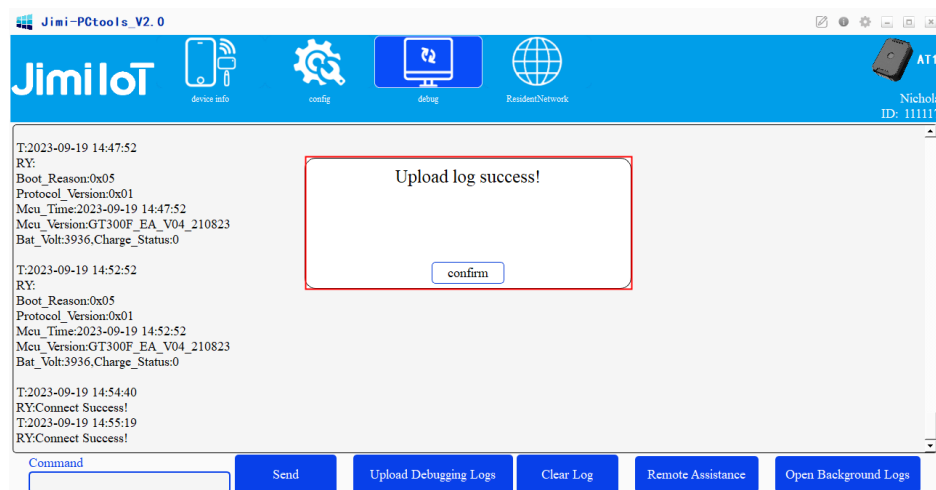 Jimi-PCtools_V2.0
Jimi IoT
device info
config
debug
ResidentNetwork
AT1
Nichol
ID: 11111
T:2023-09-19 14:47:52
RY:
Boot_Reason:0x05
Protocol_Version:0x01
Mcu_Time:2023-09-19 14:47:52
Mcu_Version:GT300F_EA_V04_210823
Bat_Volt:3936,Charge_Status:0
T:2023-09-19 14:52:52
RY:
Boot_Reason:0x05
Protocol_Version:0x01
Mcu_Time:2023-09-19 14:52:52
Mcu_Version:GT300F_EA_V04_210823
Bat_Volt:3936,Charge_Status:0
T:2023-09-19 14:54:40
RY:Connect Success!
T:2023-09-19 14:55:19
RY:Connect Success!
Upload log success!
confirm
Command
Send
Upload Debugging Logs
Clear Log
Remote Assistance
Open Background Logs